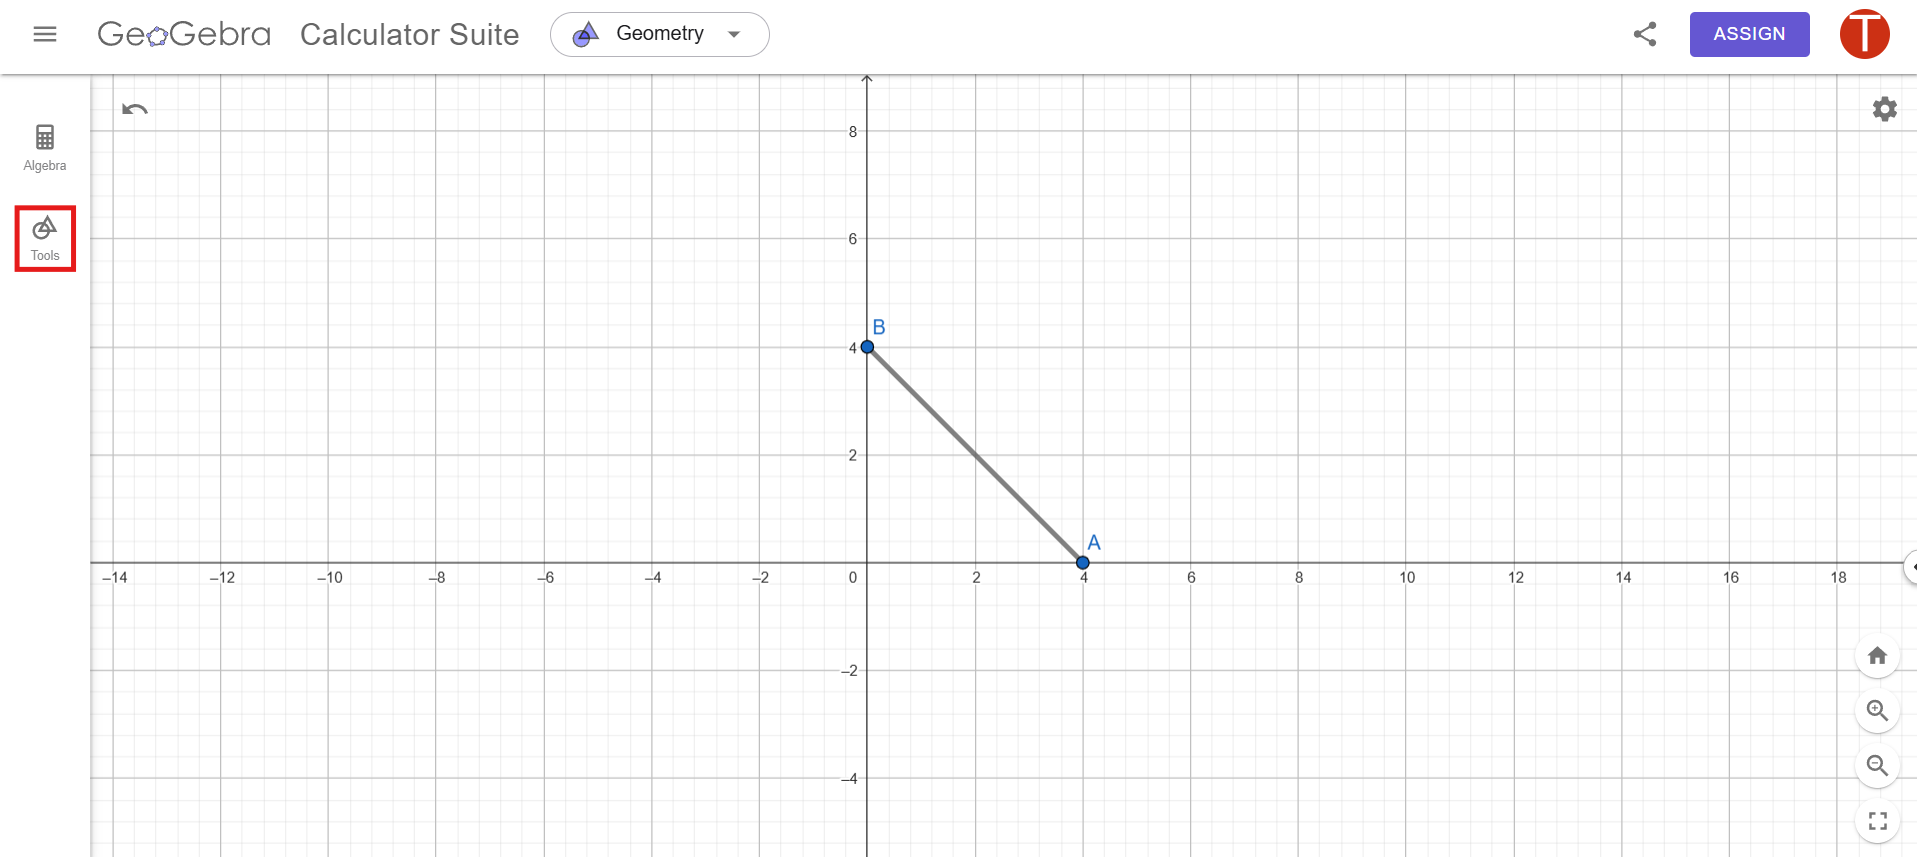 GeoGebra Calculator Suite Geometry ASSIGN T
Algebra
Tools
8
6
B
4
2
A
–14 –12 –10 –8 –6 –4 –2 0 2 4 6 8 10 12 14 16 18
–2
–4